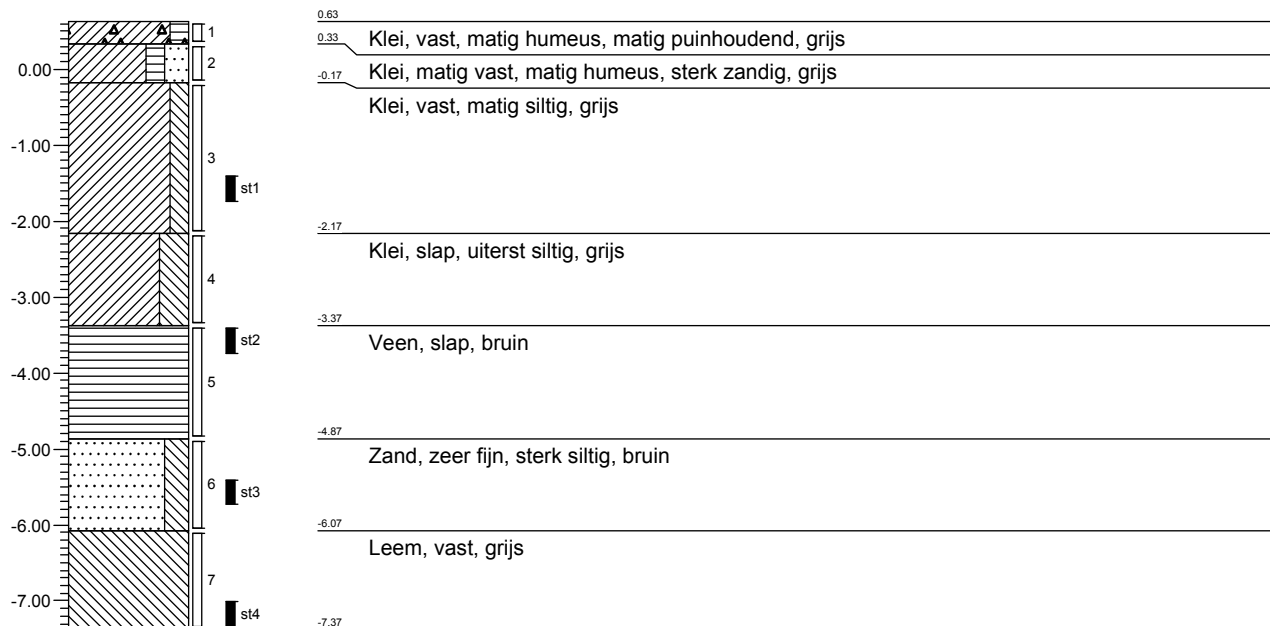 0.63
1
Klei, vast, matig humeus, matig puinhoudend, grijs
0.33
2
0.00
Klei, matig vast, matig humeus, sterk zandig, grijs
-0.17
Klei, vast, matig siltig, grijs
-1.00
3
st1
-2.00
-2.17
Klei, slap, uiterst siltig, grijs
4
-3.00
-3.37
st2
Veen, slap, bruin
-4.00
5
-4.87
-5.00
Zand, zeer fijn, sterk siltig, bruin
6
st3
-6.00
-6.07
Leem, vast, grijs
7
-7.00
st4
-7.37